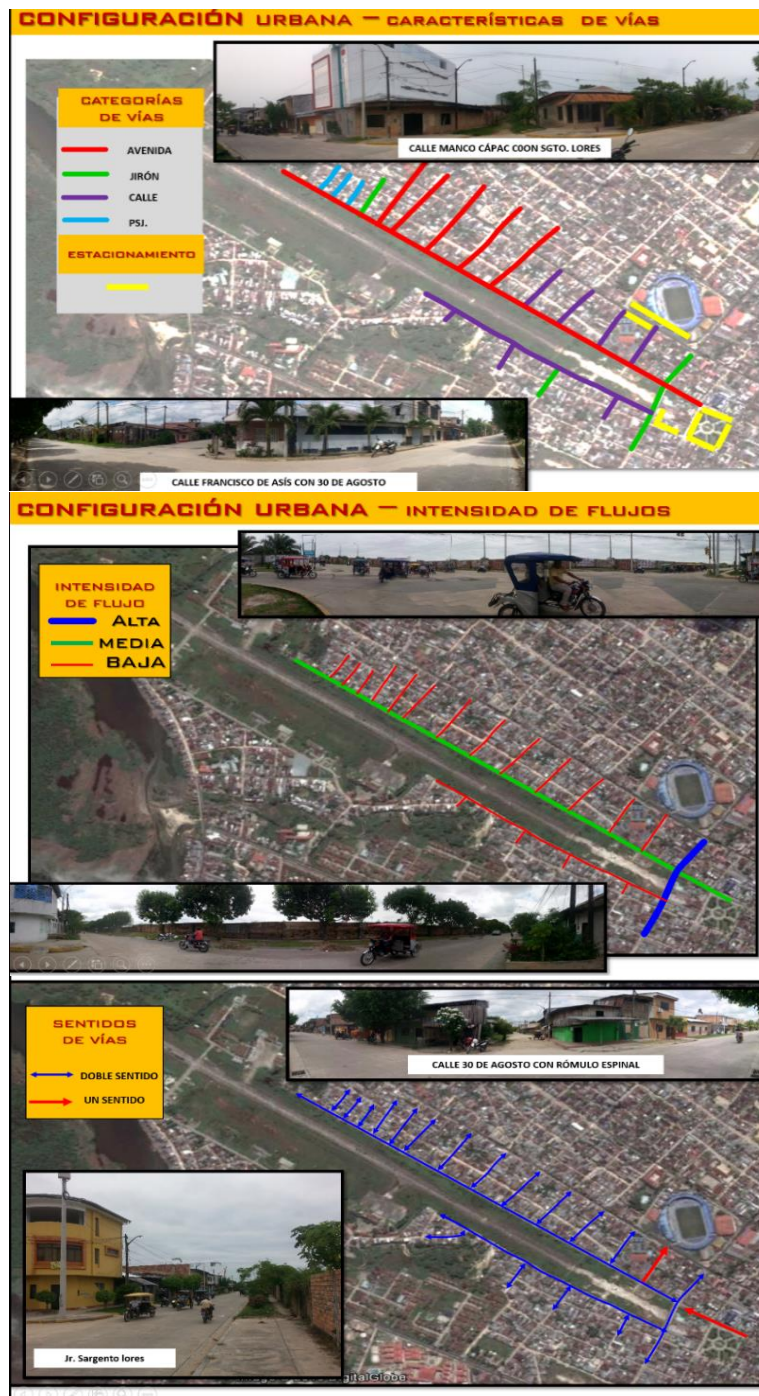 CONFIGURACIÓN URBANA – CARACTERÍSTICAS DE VÍAS
CATEGORÍAS
DE VÍAS
AVENIDA
JIRÓN
CALLE
PSJ.
ESTACIONAMIENTO
CALLE MANCO CÁPAC C0ON SGTO. LORES
CALLE FRANCISCO DE ASÍS CON 30 DE AGOSTO
CONFIGURACIÓN URBANA – INTENSIDAD DE FLUJOS
INTENSIDAD
DE FLUJO
ALTA
MEDIA
BAJA
SENTIDOS
DE VÍAS
DOBLE SENTIDO
UN SENTIDO
CALLE 30 DE AGOSTO CON RÓMULO ESPINAL
Jr. Sargento lores